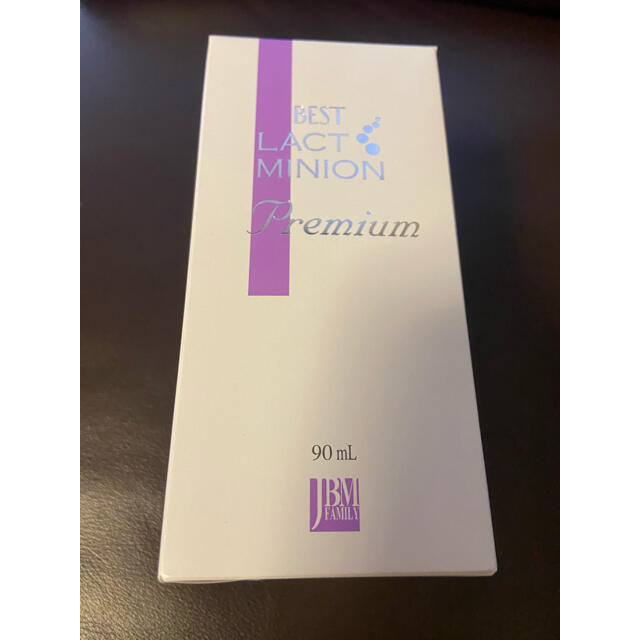 BEST
LACT
MINION
Premium
90 mL
JBM
FAMILY